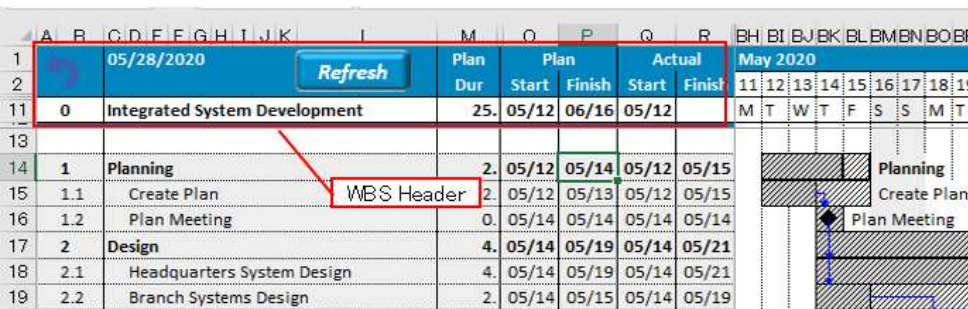 A B C D E F G H I J K L M O P Q R BH BI BJ BK BL BM BN BO BP
1 05/28/2020 Refresh Plan Plan Actual May 2020
2 Dur Start Finish Start Finish 11 12 13 14 15 16 17 18 19
11 0 Integrated System Development 25. 05/12 06/16 05/12 M T W T F S S M T
13
14 1 Planning 2. 05/12 05/14 05/12 05/15 Planning
15 1.1 Create Plan WBS Header 2. 05/12 05/13 05/12 05/15 Create Plan
16 1.2 Plan Meeting 0. 05/14 05/14 05/14 05/14 Plan Meeting
17 2 Design 4. 05/14 05/19 05/14 05/21
18 2.1 Headquarters System Design 4. 05/14 05/19 05/14 05/21
19 2.2 Branch Systems Design 2. 05/14 05/15 05/14 05/19